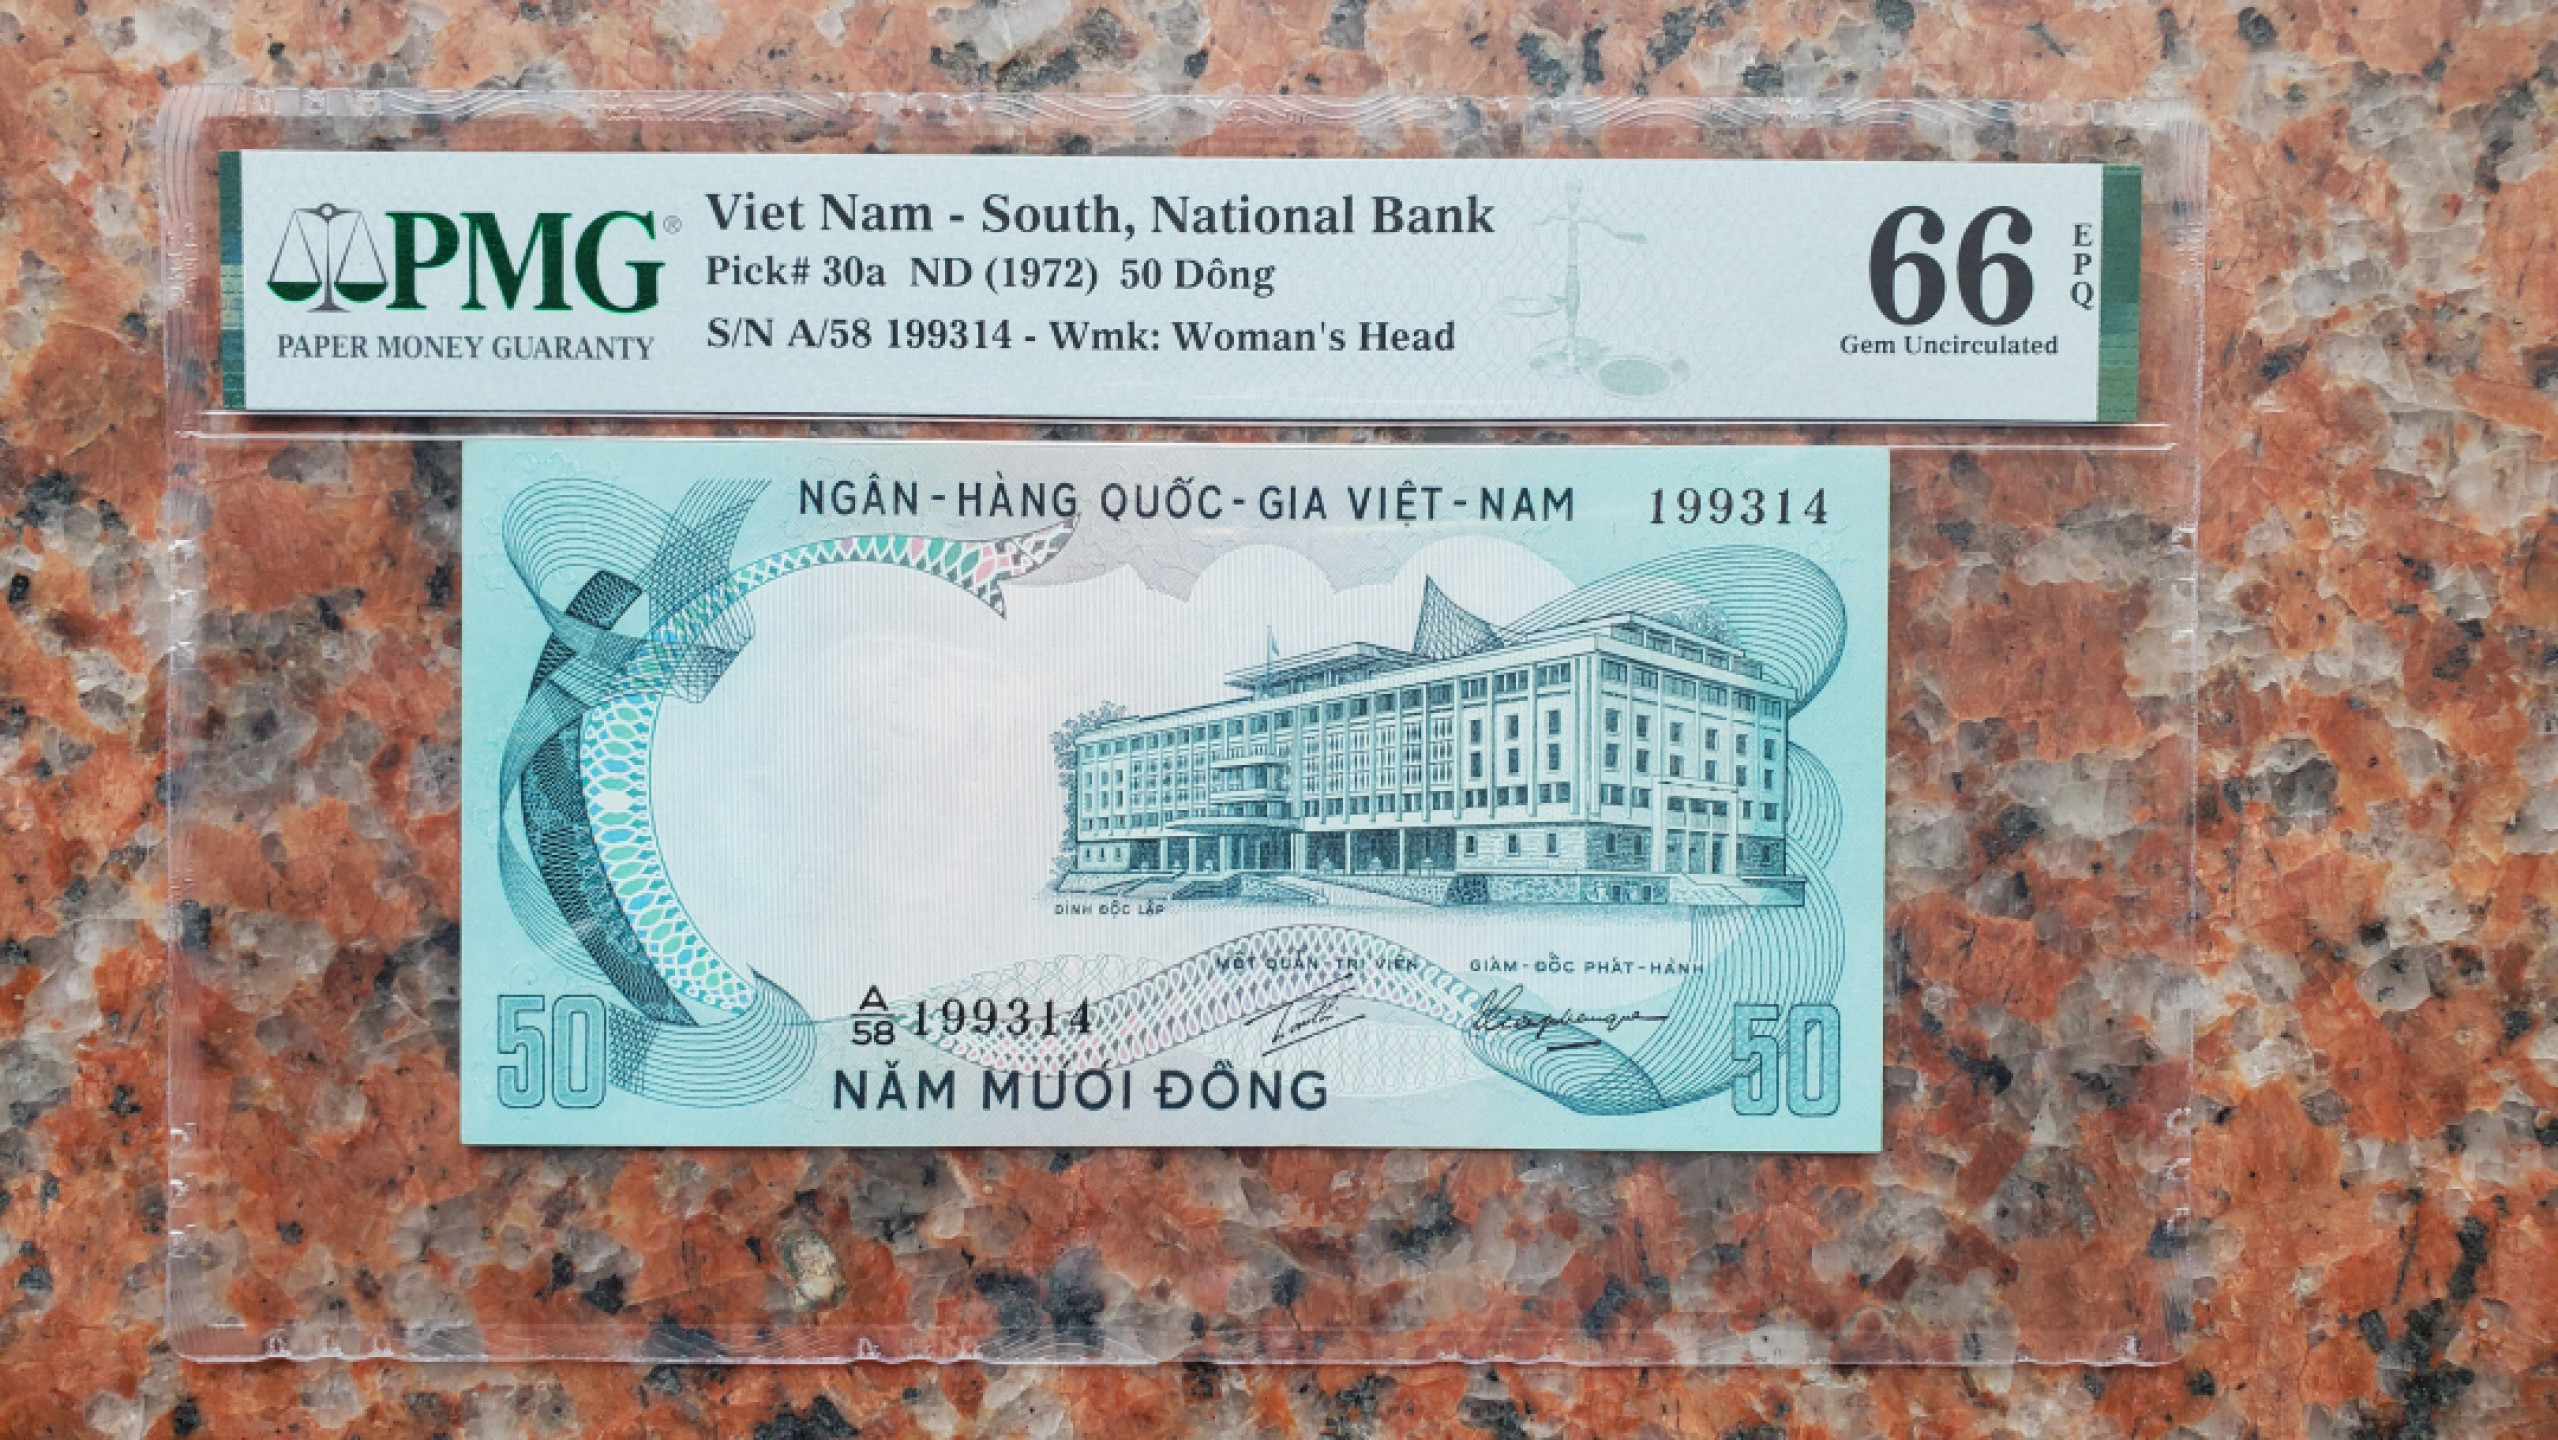 PMG®
PAPER MONEY GUARANTY
Viet Nam - South, National Bank
Pick# 30a ND (1972) 50 Dông
S/N A/58 199314 - Wmk: Woman's Head
66
EPQ
Gem Uncirculated
NGÂN-HÀNG QUỐC-GIA VIỆT-NAM
199314
DINH ĐỘC LẬP
MỘT QUẢN-TRỊ VIÊN
GIÁM-ĐỐC PHÁT-HÀNH
A/58 199314
NĂM MƯƠI ĐỒNG
50
50